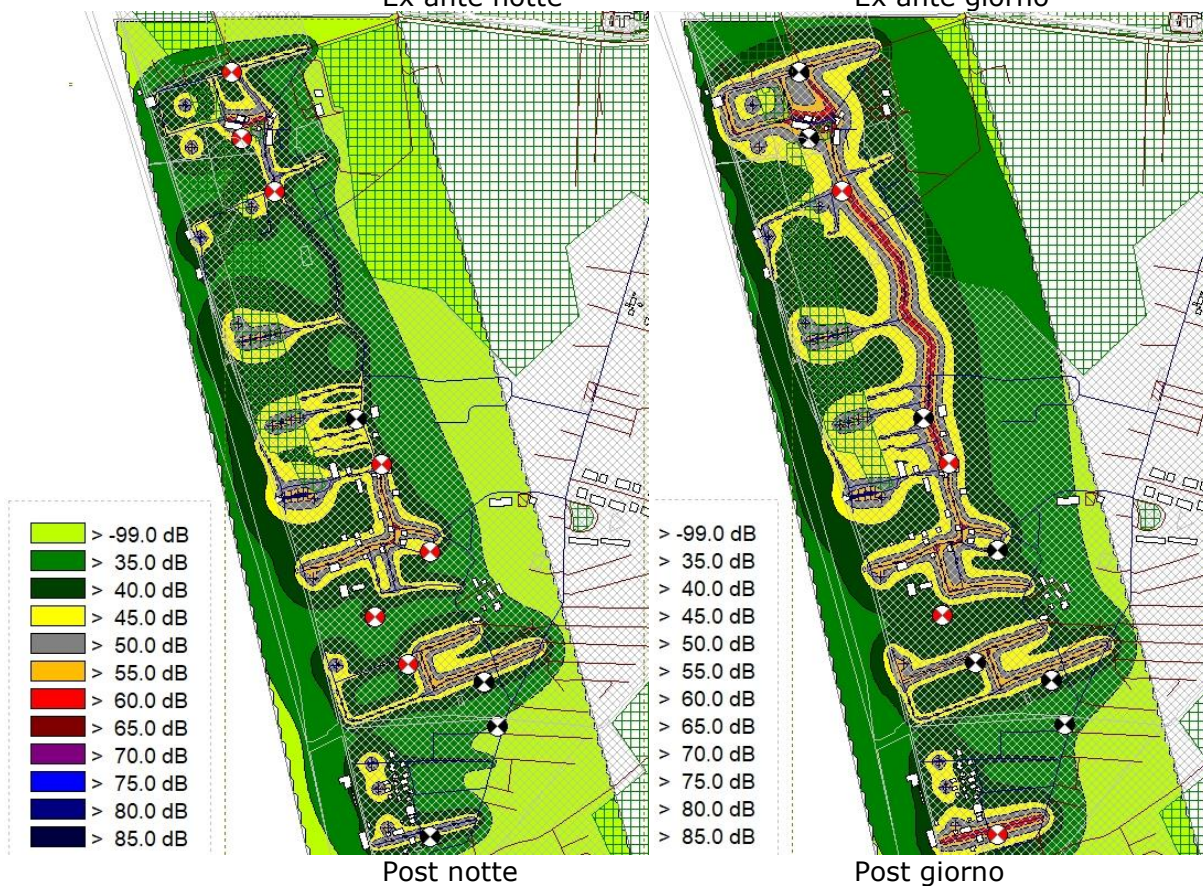 Ex ante notte
Ex ante giorno
> -99.0 dB
> 35.0 dB
> 40.0 dB
> 45.0 dB
> 50.0 dB
> 55.0 dB
> 60.0 dB
> 65.0 dB
> 70.0 dB
> 75.0 dB
> 80.0 dB
> 85.0 dB
> -99.0 dB
> 35.0 dB
> 40.0 dB
> 45.0 dB
> 50.0 dB
> 55.0 dB
> 60.0 dB
> 65.0 dB
> 70.0 dB
> 75.0 dB
> 80.0 dB
> 85.0 dB
Post notte
Post giorno